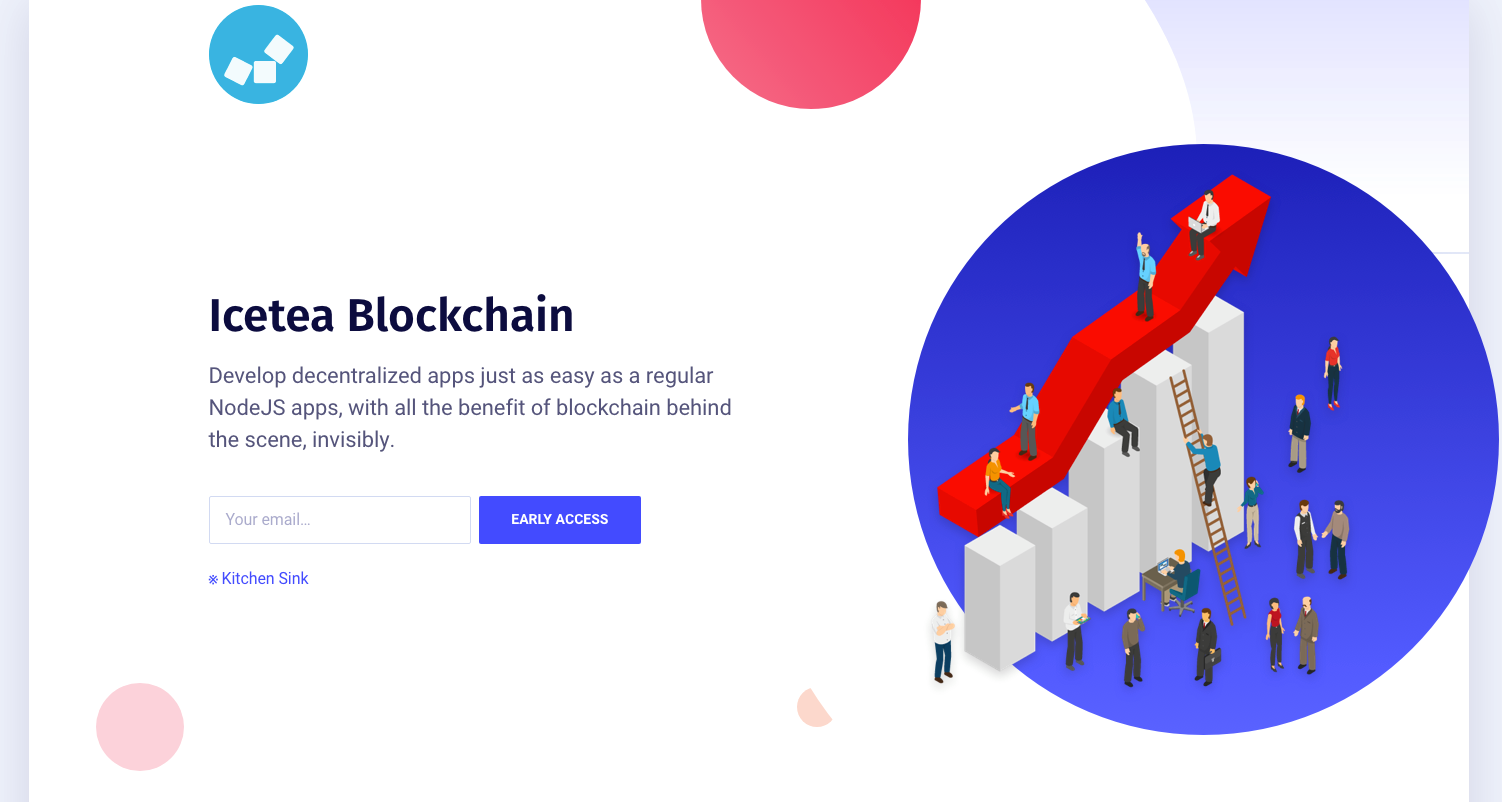 Icetea Blockchain
Develop decentralized apps just as easy as a regular
NodeJS apps, with all the benefit of blockchain behind
the scene, invisibly.
Your email...
EARLY ACCESS
※ Kitchen Sink